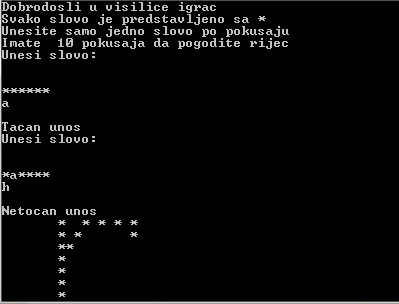 Dobrodosli u visilice igrac
Svako slovo je predstavljeno sa *
Unesite samo jedno slovo po pokusaju
Imate  10 pokusaja da pogodite rijec
Unesi slovo:
******
a
Tacan unos
Unesi slovo:
*a****
h
Netocan unos
*  * * * *
* *      *
**
*
*
*
*